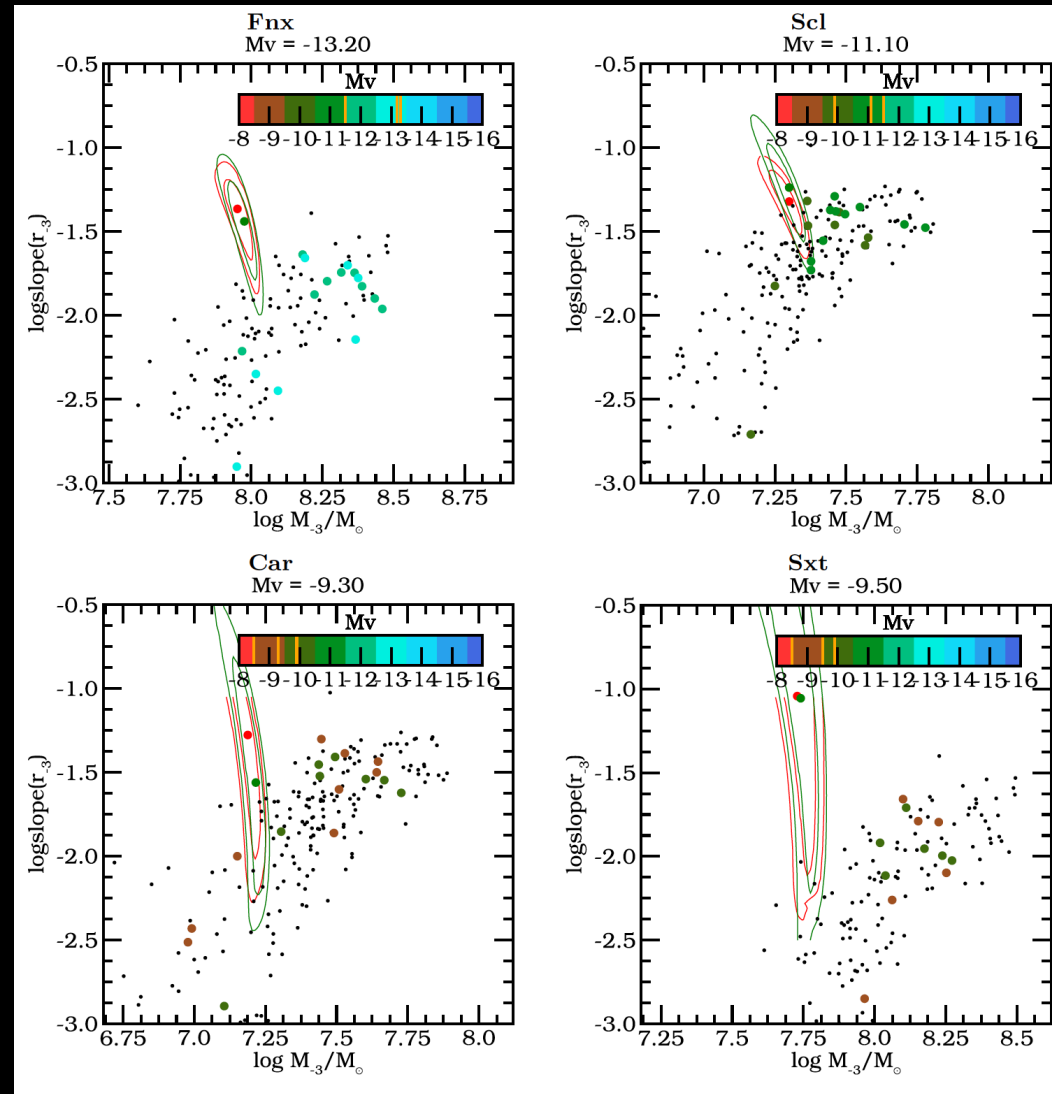 Fnx
Mv = -13.20
Mv
-8 -9 -10 -11 -12 -13 -14 -15 -16
-0.5
-1.0
-1.5
-2.0
-2.5
-3.0
logslope(r-3)
7.5 7.75 8.0 8.25 8.5 8.75
log M-3/M⊙
Scl
Mv = -11.10
Mv
-8 -9 -10 -11 -12 -13 -14 -15 -16
-0.5
-1.0
-1.5
-2.0
-2.5
-3.0
logslope(r-3)
7.0 7.25 7.5 7.75 8.0
log M-3/M⊙
Car
Mv = -9.30
Mv
-8 -9 -10 -11 -12 -13 -14 -15 -16
-0.5
-1.0
-1.5
-2.0
-2.5
-3.0
logslope(r-3)
6.75 7.0 7.25 7.5 7.75 8.0
log M-3/M⊙
Sxt
Mv = -9.50
Mv
-8 -9 -10 -11 -12 -13 -14 -15 -16
-0.5
-1.0
-1.5
-2.0
-2.5
-3.0
logslope(r-3)
7.25 7.5 7.75 8.0 8.25 8.5
log M-3/M⊙